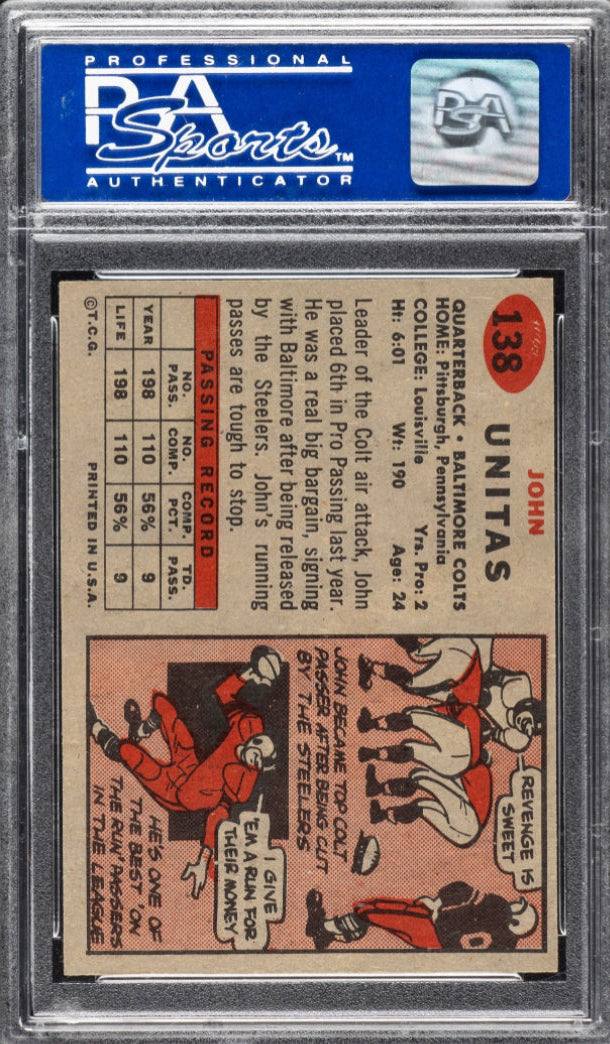 PROFESSIONAL
PSA
Sports™
AUTHENTICATOR
PSA
138
JOHN
UNITAS
QUARTERBACK • BALTIMORE COLTS
HOME: Pittsburgh, Pennsylvania
COLLEGE: Louisville Yrs. Pro: 2
Ht: 6:01 Wt: 190 Age: 24
Leader of the Colt air attack, John
placed 6th in Pro Passing last year.
He was a real big bargain, signing
with Baltimore after being released
by the Steelers. John's running
passes are tough to stop.
PASSING RECORD
NO. PASS. NO. COMP. COMP. PCT. TD. PASS.
YEAR 198 110 56% 9
LIFE 198 110 56% 9
©T.C.G. PRINTED IN U.S.A.
REVENGE IS
SWEET
JOHN BECAME TOP COLT
PASSER AFTER BEING CUT
BY THE STEELERS
I GIVE
'EM A RUN FOR
THEIR MONEY
HE'S ONE OF
THE BEST 'ON
THE RUN' PASSERS
IN THE LEAGUE